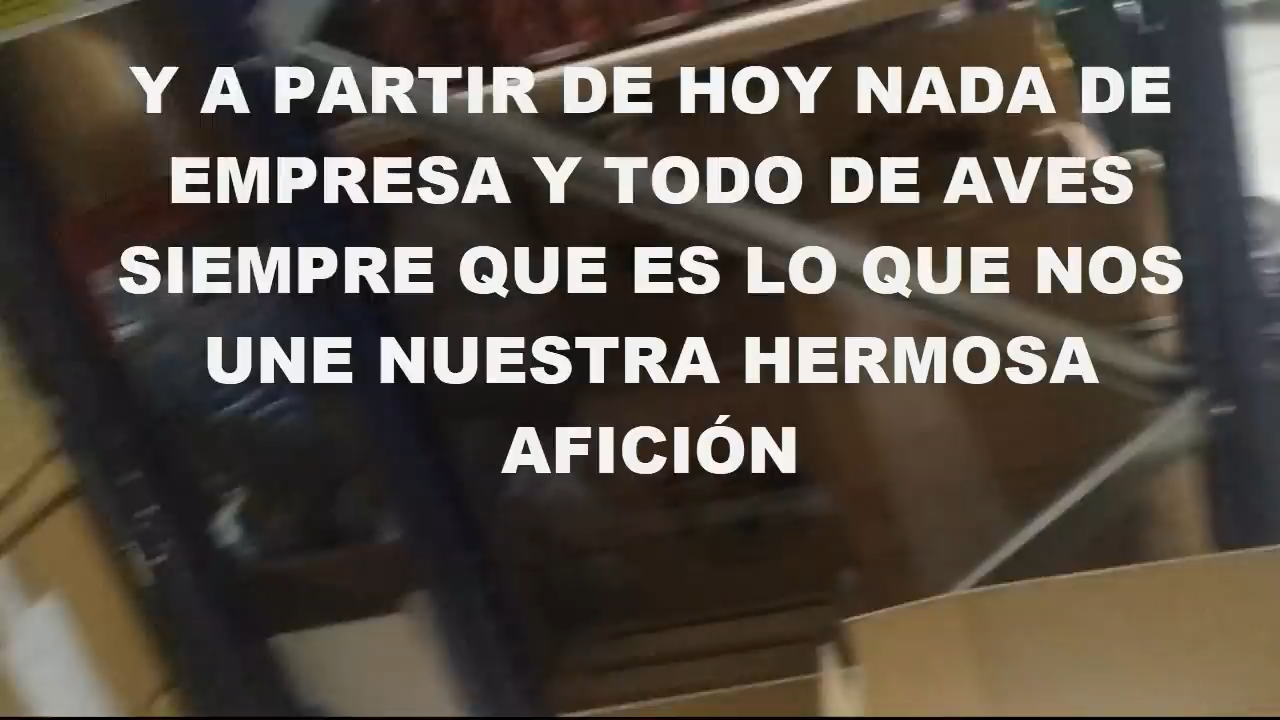 Y A PARTIR DE HOY NADA DE
EMPRESA Y TODO DE AVES
SIEMPRE QUE ES LO QUE NOS
UNE NUESTRA HERMOSA
AFICIÓN